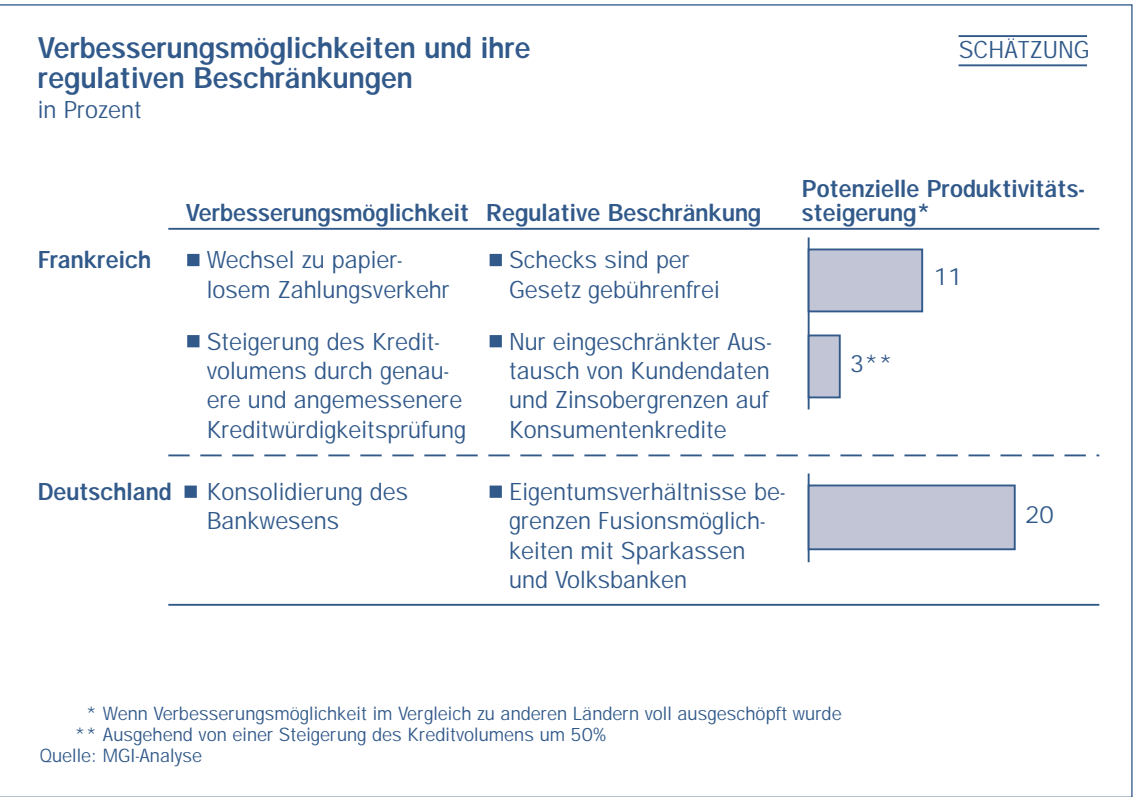 Verbesserungsmöglichkeiten und ihre
regulativen Beschränkungen
in Prozent
SCHÄTZUNG
Verbesserungsmöglichkeit
Regulative Beschränkung
Potenzielle Produktivitäts-
steigerung*
Frankreich
■ Wechsel zu papier-
losem Zahlungsverkehr
■ Schecks sind per
Gesetz gebührenfrei
11
■ Steigerung des Kredit-
volumens durch genau-
ere und angemessenere
Kreditwürdigkeitsprüfung
■ Nur eingeschränkter Aus-
tausch von Kundendaten
und Zinsobergrenzen auf
Konsumentenkredite
3**
Deutschland
■ Konsolidierung des
Bankwesens
■ Eigentumsverhältnisse be-
grenzen Fusionsmöglich-
keiten mit Sparkassen
und Volksbanken
20
* Wenn Verbesserungsmöglichkeit im Vergleich zu anderen Ländern voll ausgeschöpft wurde
** Ausgehend von einer Steigerung des Kreditvolumens um 50%
Quelle: MGI-Analyse